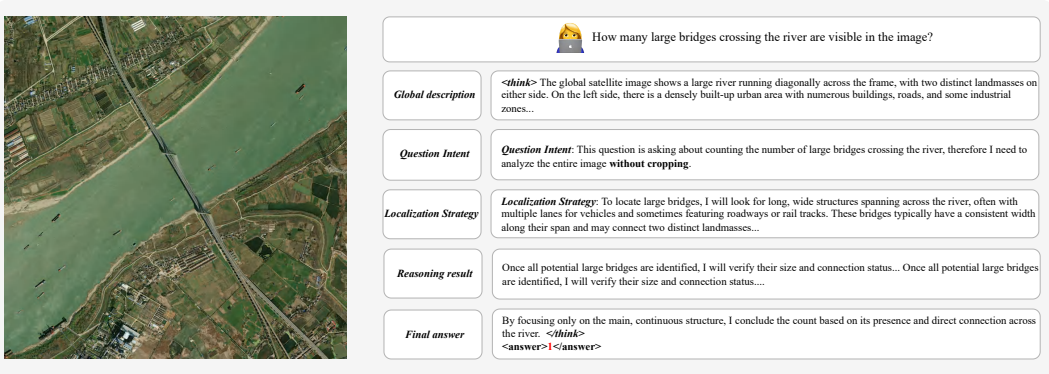 How many large bridges crossing the river are visible in the image?
Global description
<think> The global satellite image shows a large river running diagonally across the frame, with two distinct landmasses on
either side. On the left side, there is a densely built-up urban area with numerous buildings, roads, and some industrial
zones...
Question Intent
Question Intent: This question is asking about counting the number of large bridges crossing the river, therefore I need to
analyze the entire image without cropping.
Localization Strategy
Localization Strategy: To locate large bridges, I will look for long, wide structures spanning across the river, often with
multiple lanes for vehicles and sometimes featuring roadways or rail tracks. These bridges typically have a consistent width
along their span and may connect two distinct landmasses...
Reasoning result
Once all potential large bridges are identified, I will verify their size and connection status... Once all potential large bridges
are identified, I will verify their size and connection status....
Final answer
By focusing only on the main, continuous structure, I conclude the count based on its presence and direct connection across
the river. </think>
<answer>1</answer>